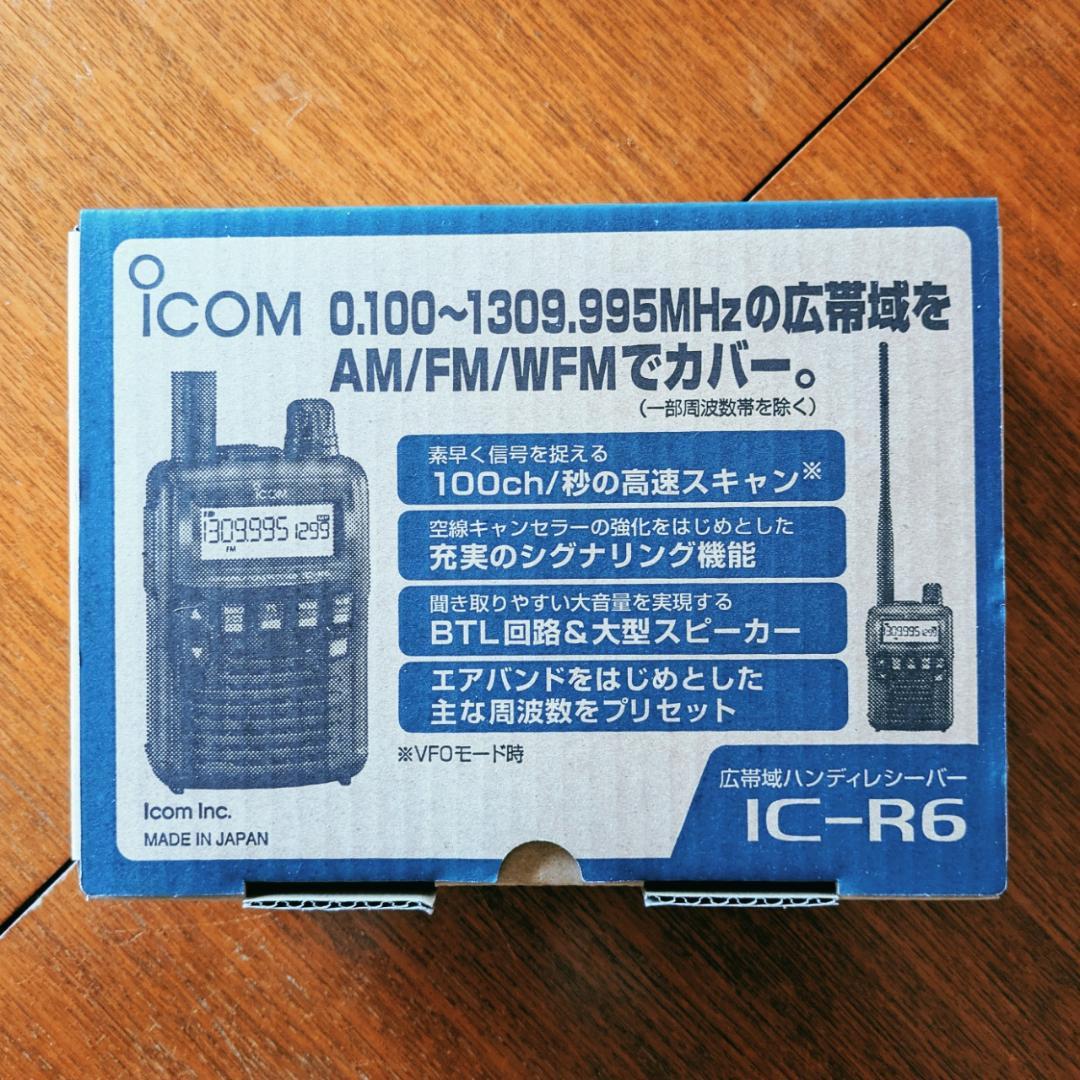 ICOM
0.100～1309.995MHzの広帯域を
AM/FM/WFMでカバー。
（一部周波数帯を除く）
素早く信号を捉える
100ch/秒の高速スキャン※
空線キャンセラーの強化をはじめとした
充実のシグナリング機能
聞き取りやすい大音量を実現する
BTL回路＆大型スピーカー
エアバンドをはじめとした
主な周波数をプリセット
※VFOモード時
ICOM
1309.995 1299
FM
1309.995 1299
Icom Inc.
MADE IN JAPAN
広帯域ハンディレシーバー
IC-R6